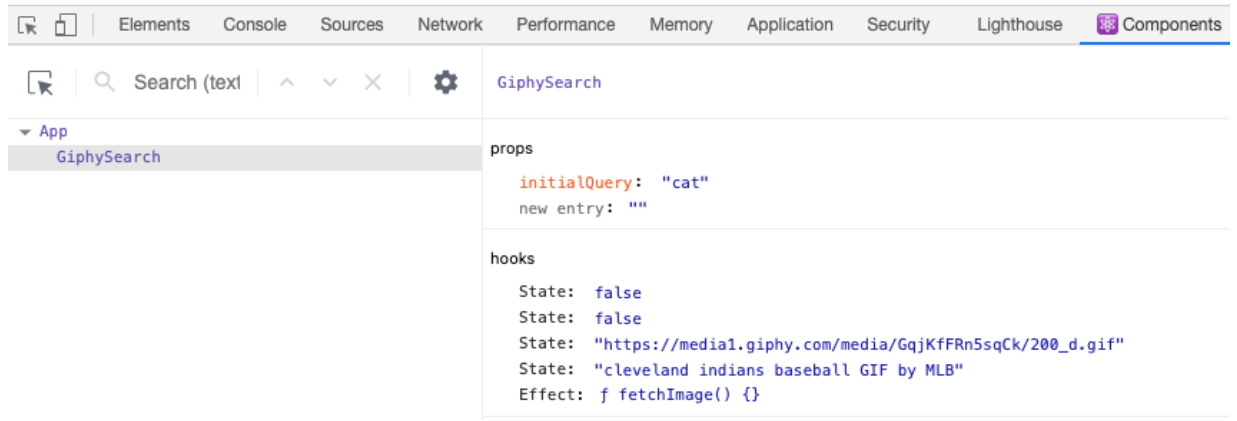 Elements Console Sources Network Performance Memory Application Security Lighthouse Components
Search (text
GiphySearch
App
GiphySearch
props
initialQuery: "cat"
new entry: ""
hooks
State: false
State: false
State: "https://media1.giphy.com/media/GqjKfFRn5sqCk/200_d.gif"
State: "cleveland indians baseball GIF by MLB"
Effect: ƒ fetchImage() {}